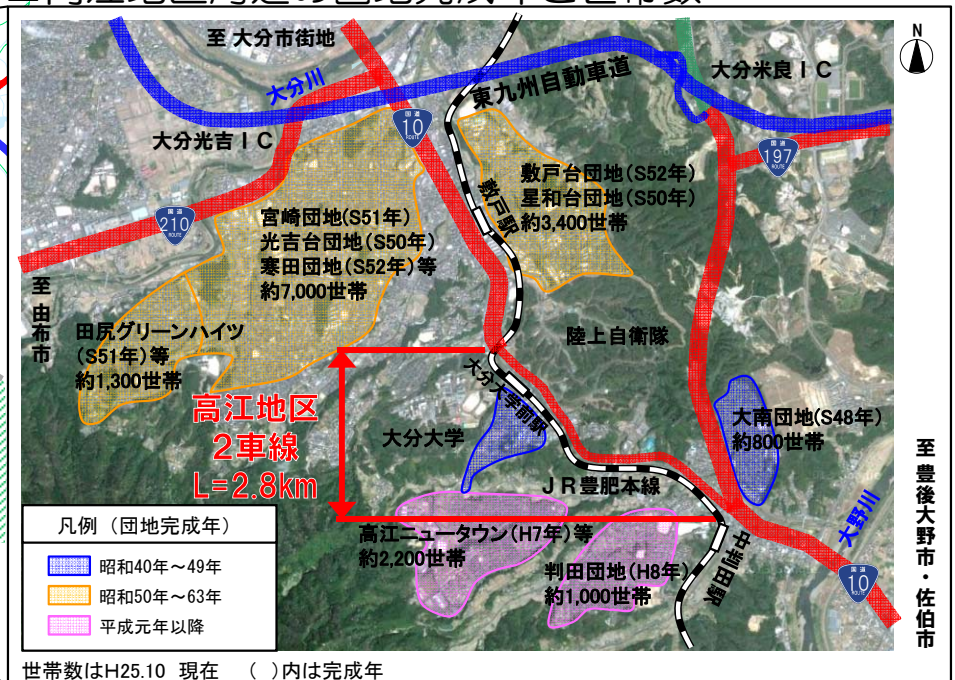 至 大分市街地
N
大分川
東九州自動車道
大分米良ＩＣ
大分光吉ＩＣ
国道
10
ROUTE
国道
197
ROUTE
敷戸駅
敷戸台団地(S52年)
星和台団地(S50年)
約3,400世帯
国道
210
ROUTE
宮崎団地(S51年)
光吉台団地(S50年)
寒田団地(S52年)等
約7,000世帯
至 由布市
田尻グリーンハイツ
(S51年)等
約1,300世帯
陸上自衛隊
大分大学前駅
高江地区
２車線
L=2.8km
大分大学
大南団地(S48年)
約800世帯
ＪＲ豊肥本線
至 豊後大野市・佐伯市
大野川
凡例（団地完成年）
昭和40年～49年
昭和50年～63年
平成元年以降
高江ニュータウン(H7年)等
約2,200世帯
判田団地(H8年)
約1,000世帯
中判田駅
国道
10
ROUTE
世帯数はH25.10 現在 （ ）内は完成年